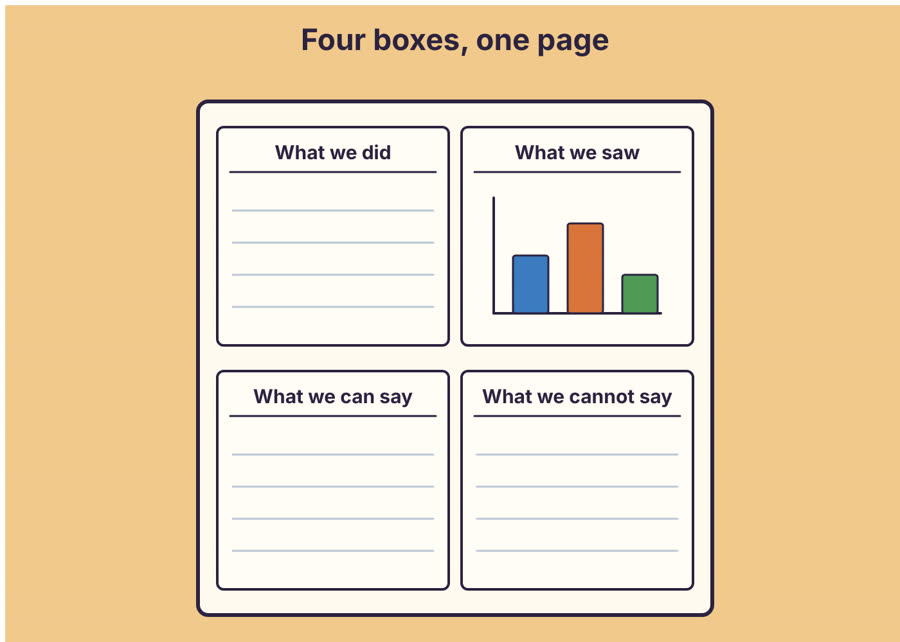 Four boxes, one page
What we did
What we saw
What we can say
What we cannot say